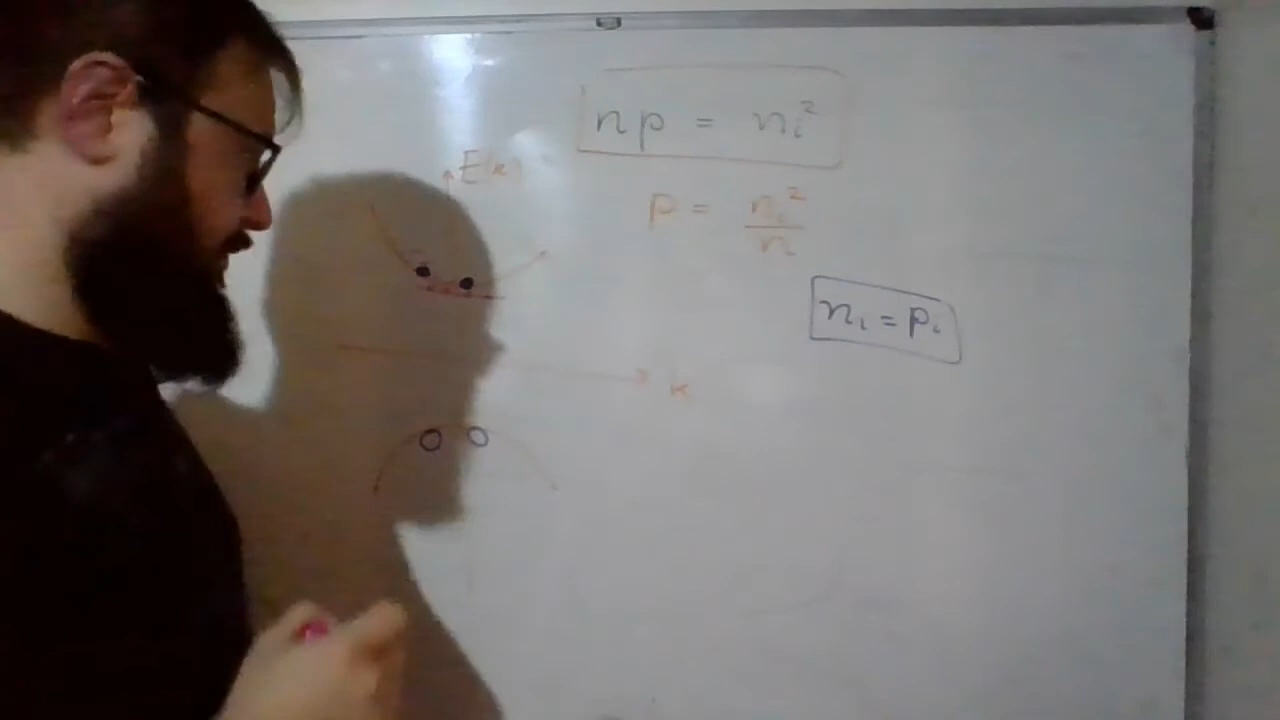 np = nᵢ²
E(k)
p = nᵢ²/n
nᵢ = pᵢ
k